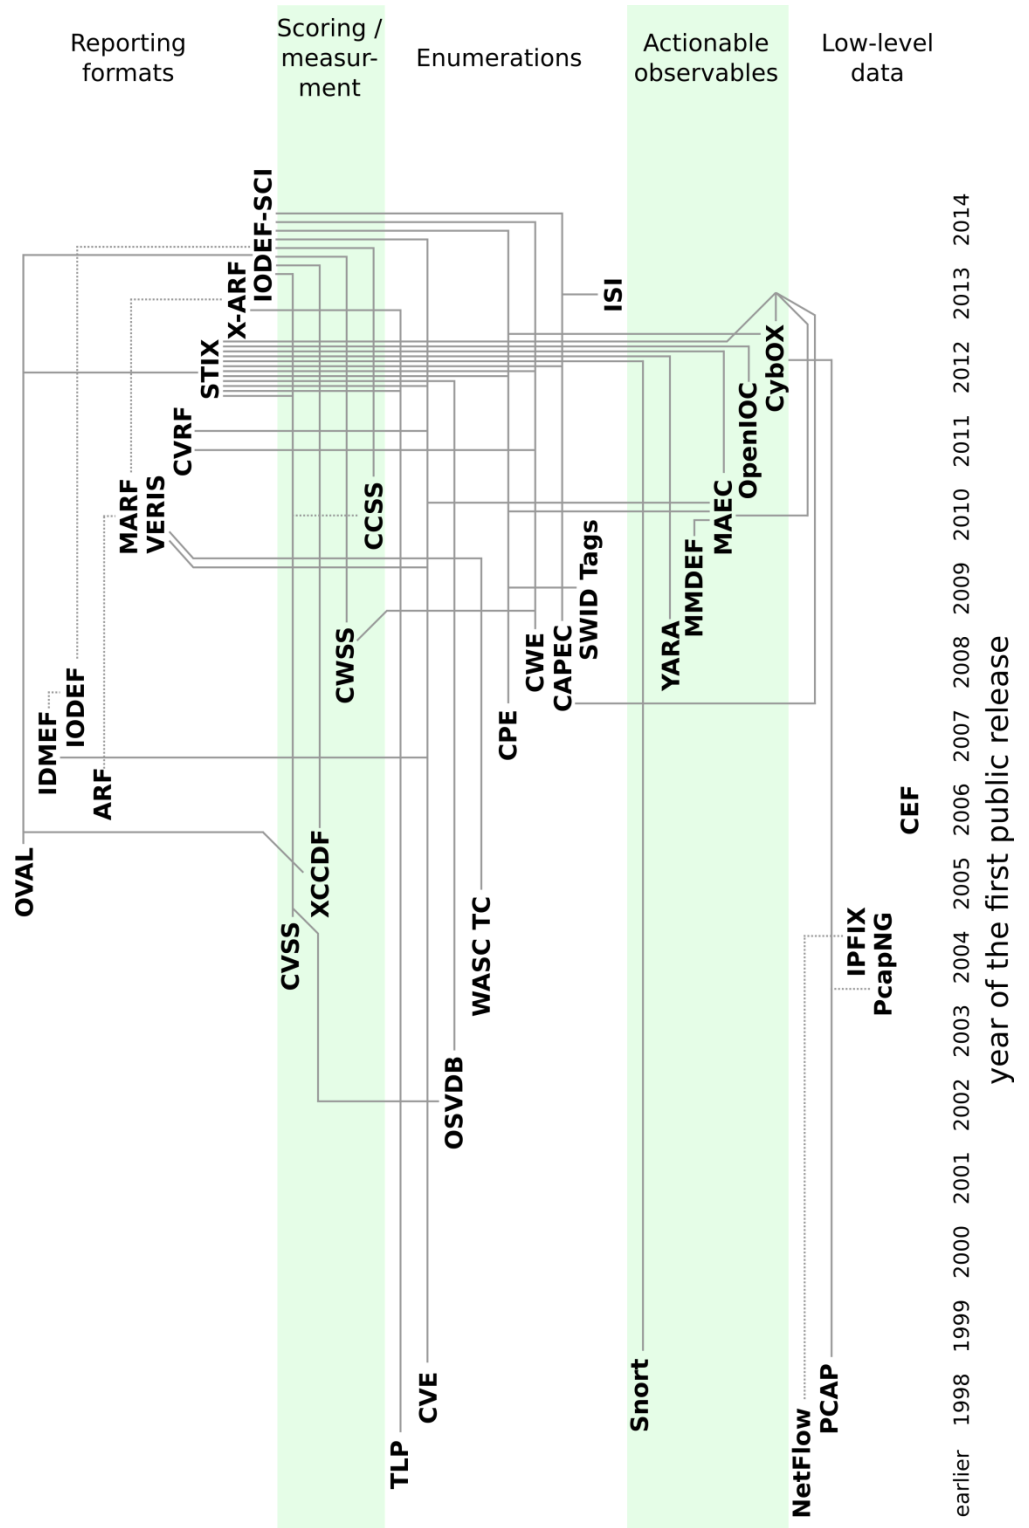 Reporting
formats
Scoring /
measur-
ment
Enumerations
Actionable
observables
Low-level
data
IODEF-SCI
X-ARF
STIX
CVRF
MARF
VERIS
IODEF
IDMEF
ARF
OVAL
CCSS
CWSS
XCCDF
CVSS
ISI
SWID Tags
CWE
CAPEC
CPE
WASC TC
OSVDB
CVE
TLP
CybOX
OpenIOC
MAEC
MMDEF
YARA
Snort
CEF
IPFIX
PcapNG
PCAP
NetFlow
2014
2013
2012
2011
2010
2009
2008
2007
2006
2005
2004
2003
2002
2001
2000
1999
1998
earlier
year of the first public release